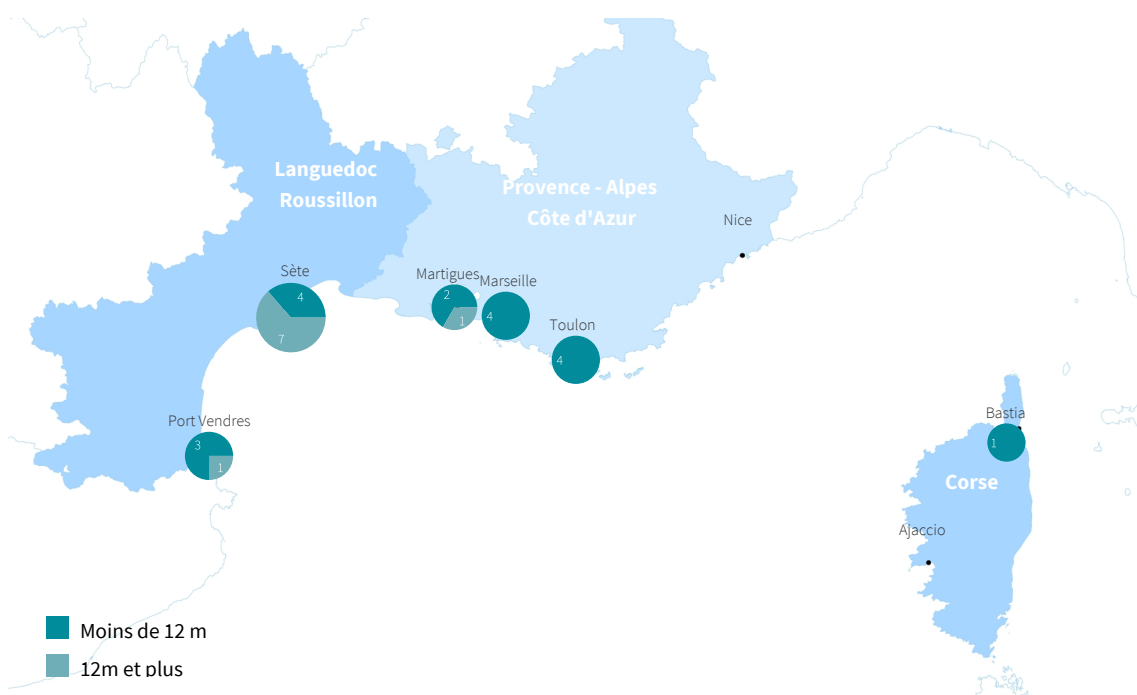 Languedoc
Roussillon
Provence - Alpes
Côte d'Azur
Nice
Sète
4
7
Martigues
2
1
Marseille
4
Toulon
4
Port Vendres
3
1
Bastia
1
Corse
Ajaccio
Moins de 12 m
12m et plus